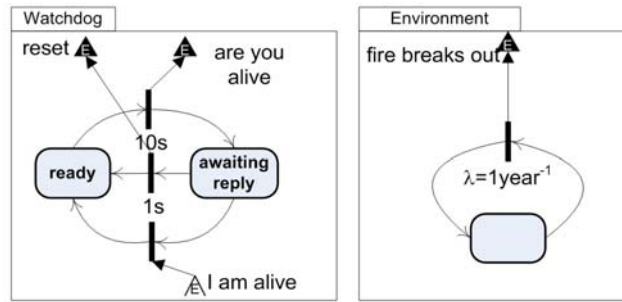 Watchdog
reset E
E are you
alive
10s
ready
awaiting
reply
1s
E I am alive
Environment
fire breaks out E
λ=1year⁻¹